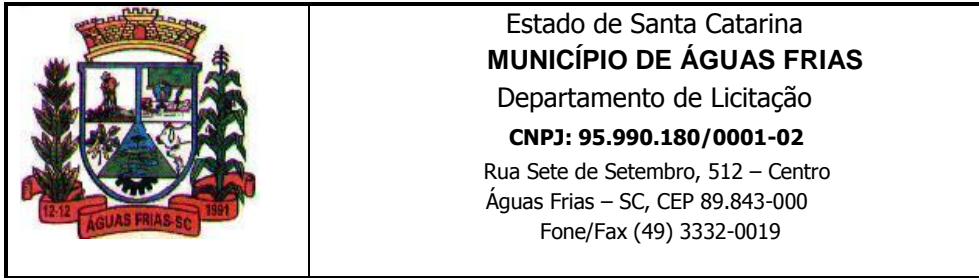 12-12
ÁGUAS FRIAS-SC
1991
Estado de Santa Catarina
MUNICÍPIO DE ÁGUAS FRIAS
Departamento de Licitação
CNPJ: 95.990.180/0001-02
Rua Sete de Setembro, 512 – Centro
Águas Frias – SC, CEP 89.843-000
Fone/Fax (49) 3332-0019